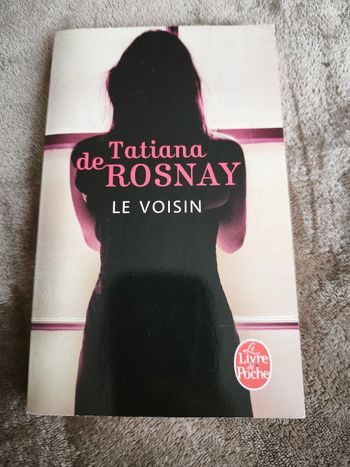 Tatiana
de ROSNAY
LE VOISIN
Le
Livre
de
Poche